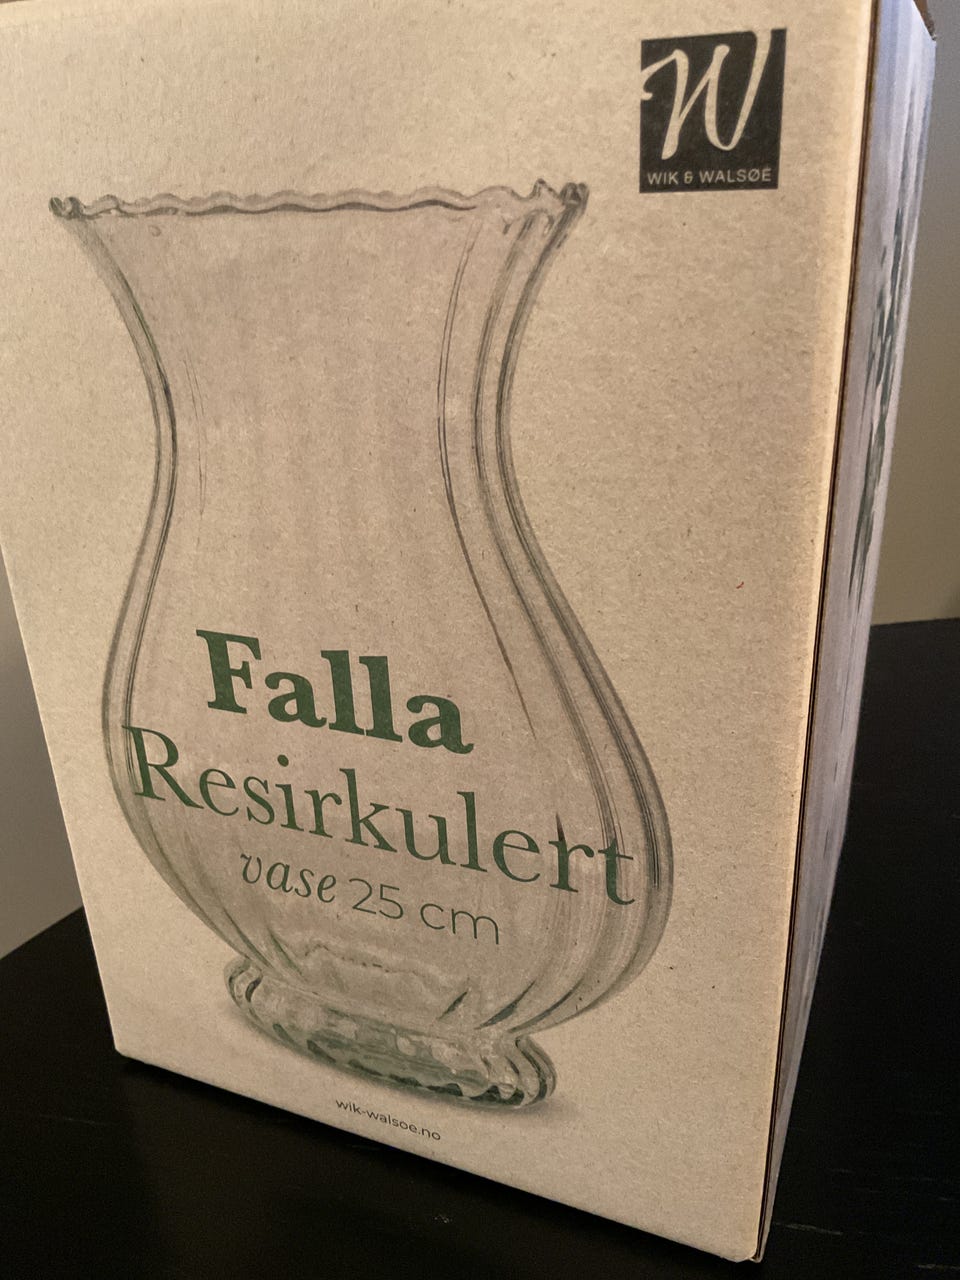 W
WIK & WALSØE
Falla
Resirkulert
vase 25 cm
wik-walsoe.no